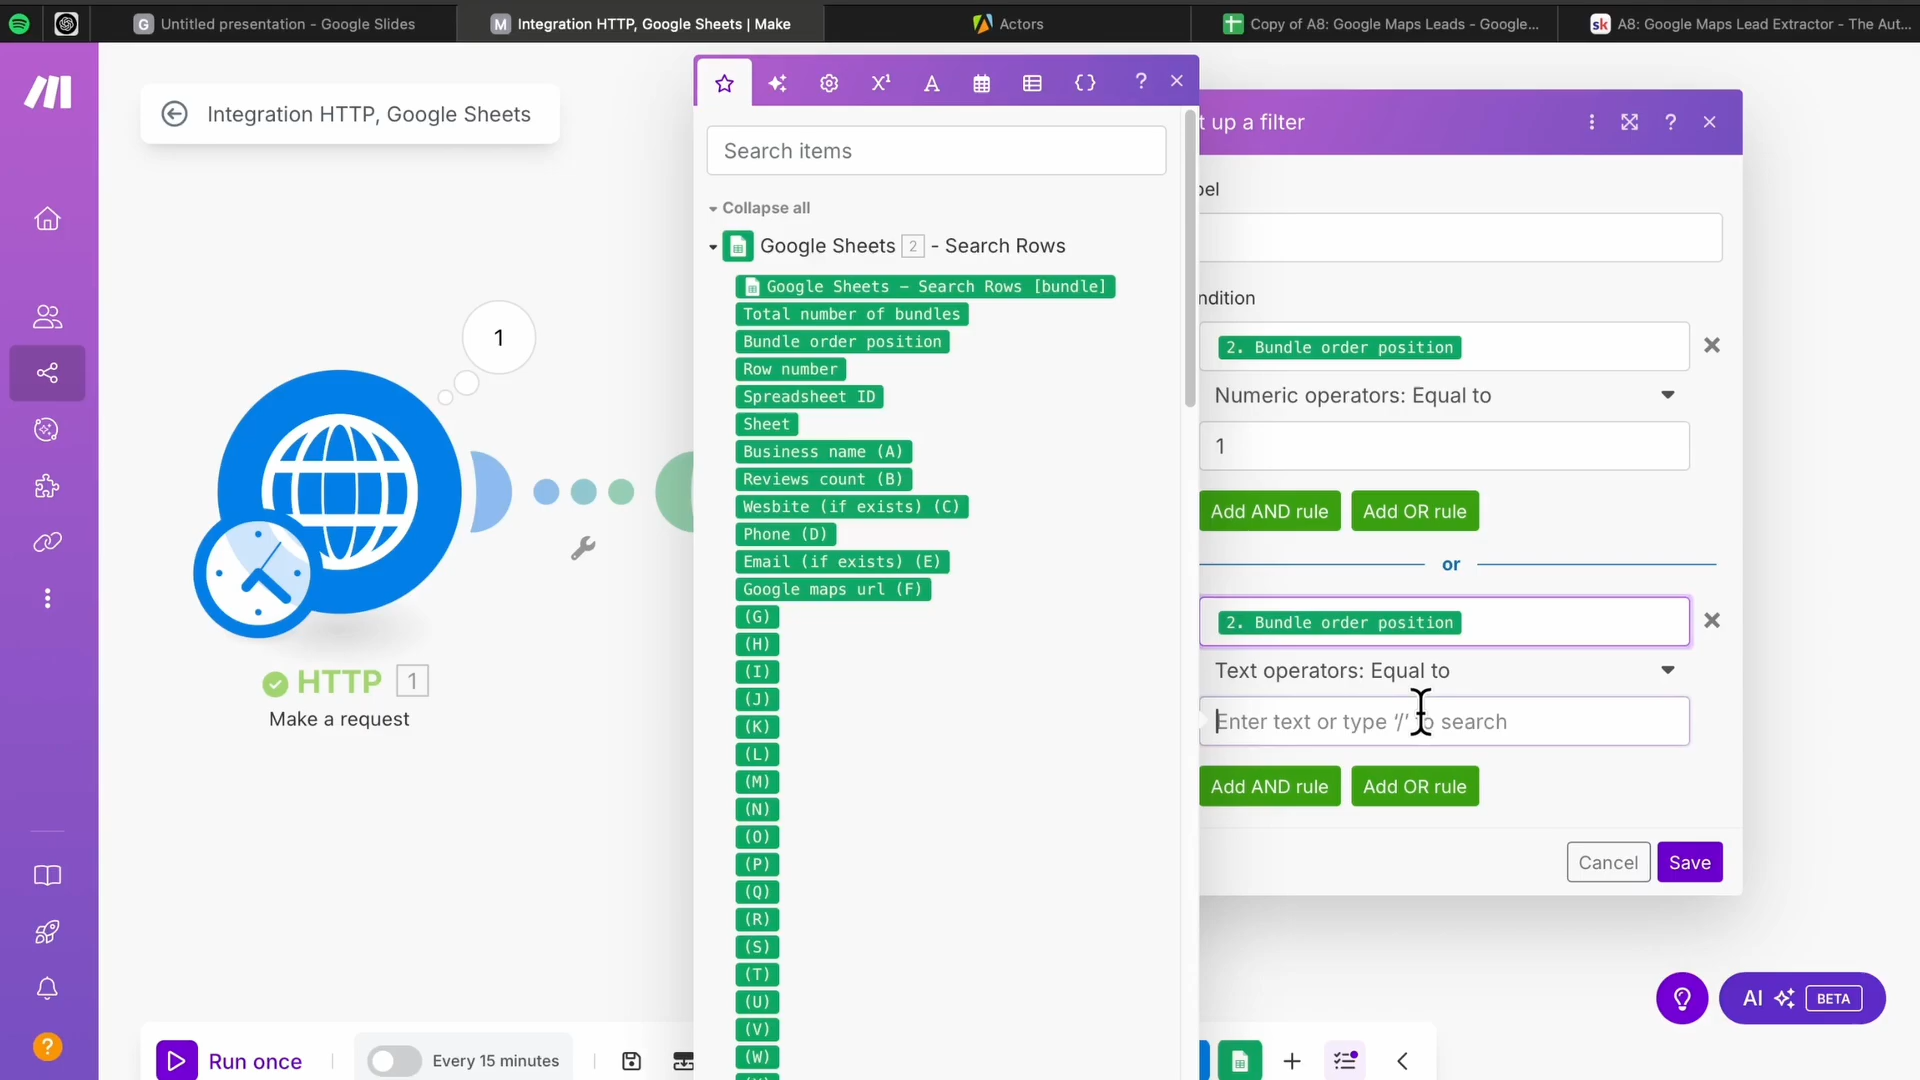 Untitled presentation - Google Slides
Integration HTTP, Google Sheets | Make
Actors
Copy of A8: Google Maps Leads - Google...
A8: Google Maps Lead Extractor - The Aut...
Integration HTTP, Google Sheets
1
HTTP 1
Make a request
Run once
Every 15 minutes
Search items
Collapse all
Google Sheets 2 - Search Rows
Google Sheets - Search Rows [bundle]
Total number of bundles
Bundle order position
Row number
Spreadsheet ID
Sheet
Business name (A)
Reviews count (B)
Wesbite (if exists) (C)
Phone (D)
Email (if exists) (E)
Google maps url (F)
(G)
(H)
(I)
(J)
(K)
(L)
(M)
(N)
(O)
(P)
(Q)
(R)
(S)
(T)
(U)
(V)
(W)
t up a filter
pel
ndition
2. Bundle order position
Numeric operators: Equal to
1
Add AND rule Add OR rule
or
2. Bundle order position
Text operators: Equal to
Enter text or type '/' to search
Add AND rule Add OR rule
Cancel Save
AI BETA